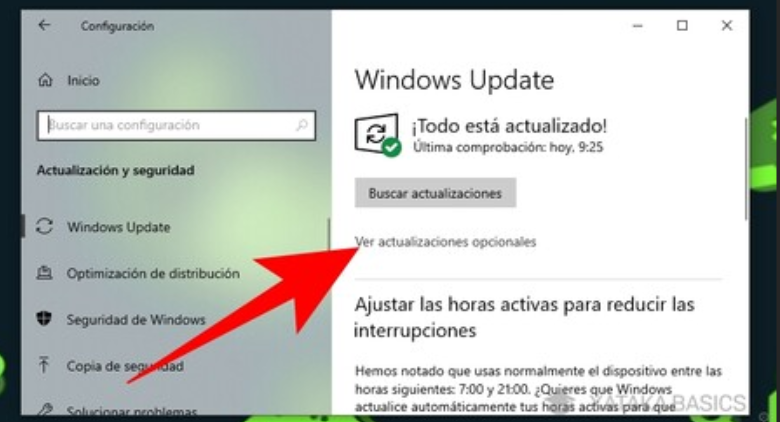 Configuración
Inicio
Buscar una configuración
Actualización y seguridad
Windows Update
Optimización de distribución
Seguridad de Windows
Copia de seguridad
Solucionar problemas
Windows Update
¡Todo está actualizado!
Última comprobación: hoy, 9:25
Buscar actualizaciones
Ver actualizaciones opcionales
Ajustar las horas activas para reducir las
interrupciones
Hemos notado que usas normalmente el dispositivo entre las
horas siguientes: 7:00 y 21:00. ¿Quieres que Windows
actualice automáticamente tus horas activas para que
XATAKA BASICS